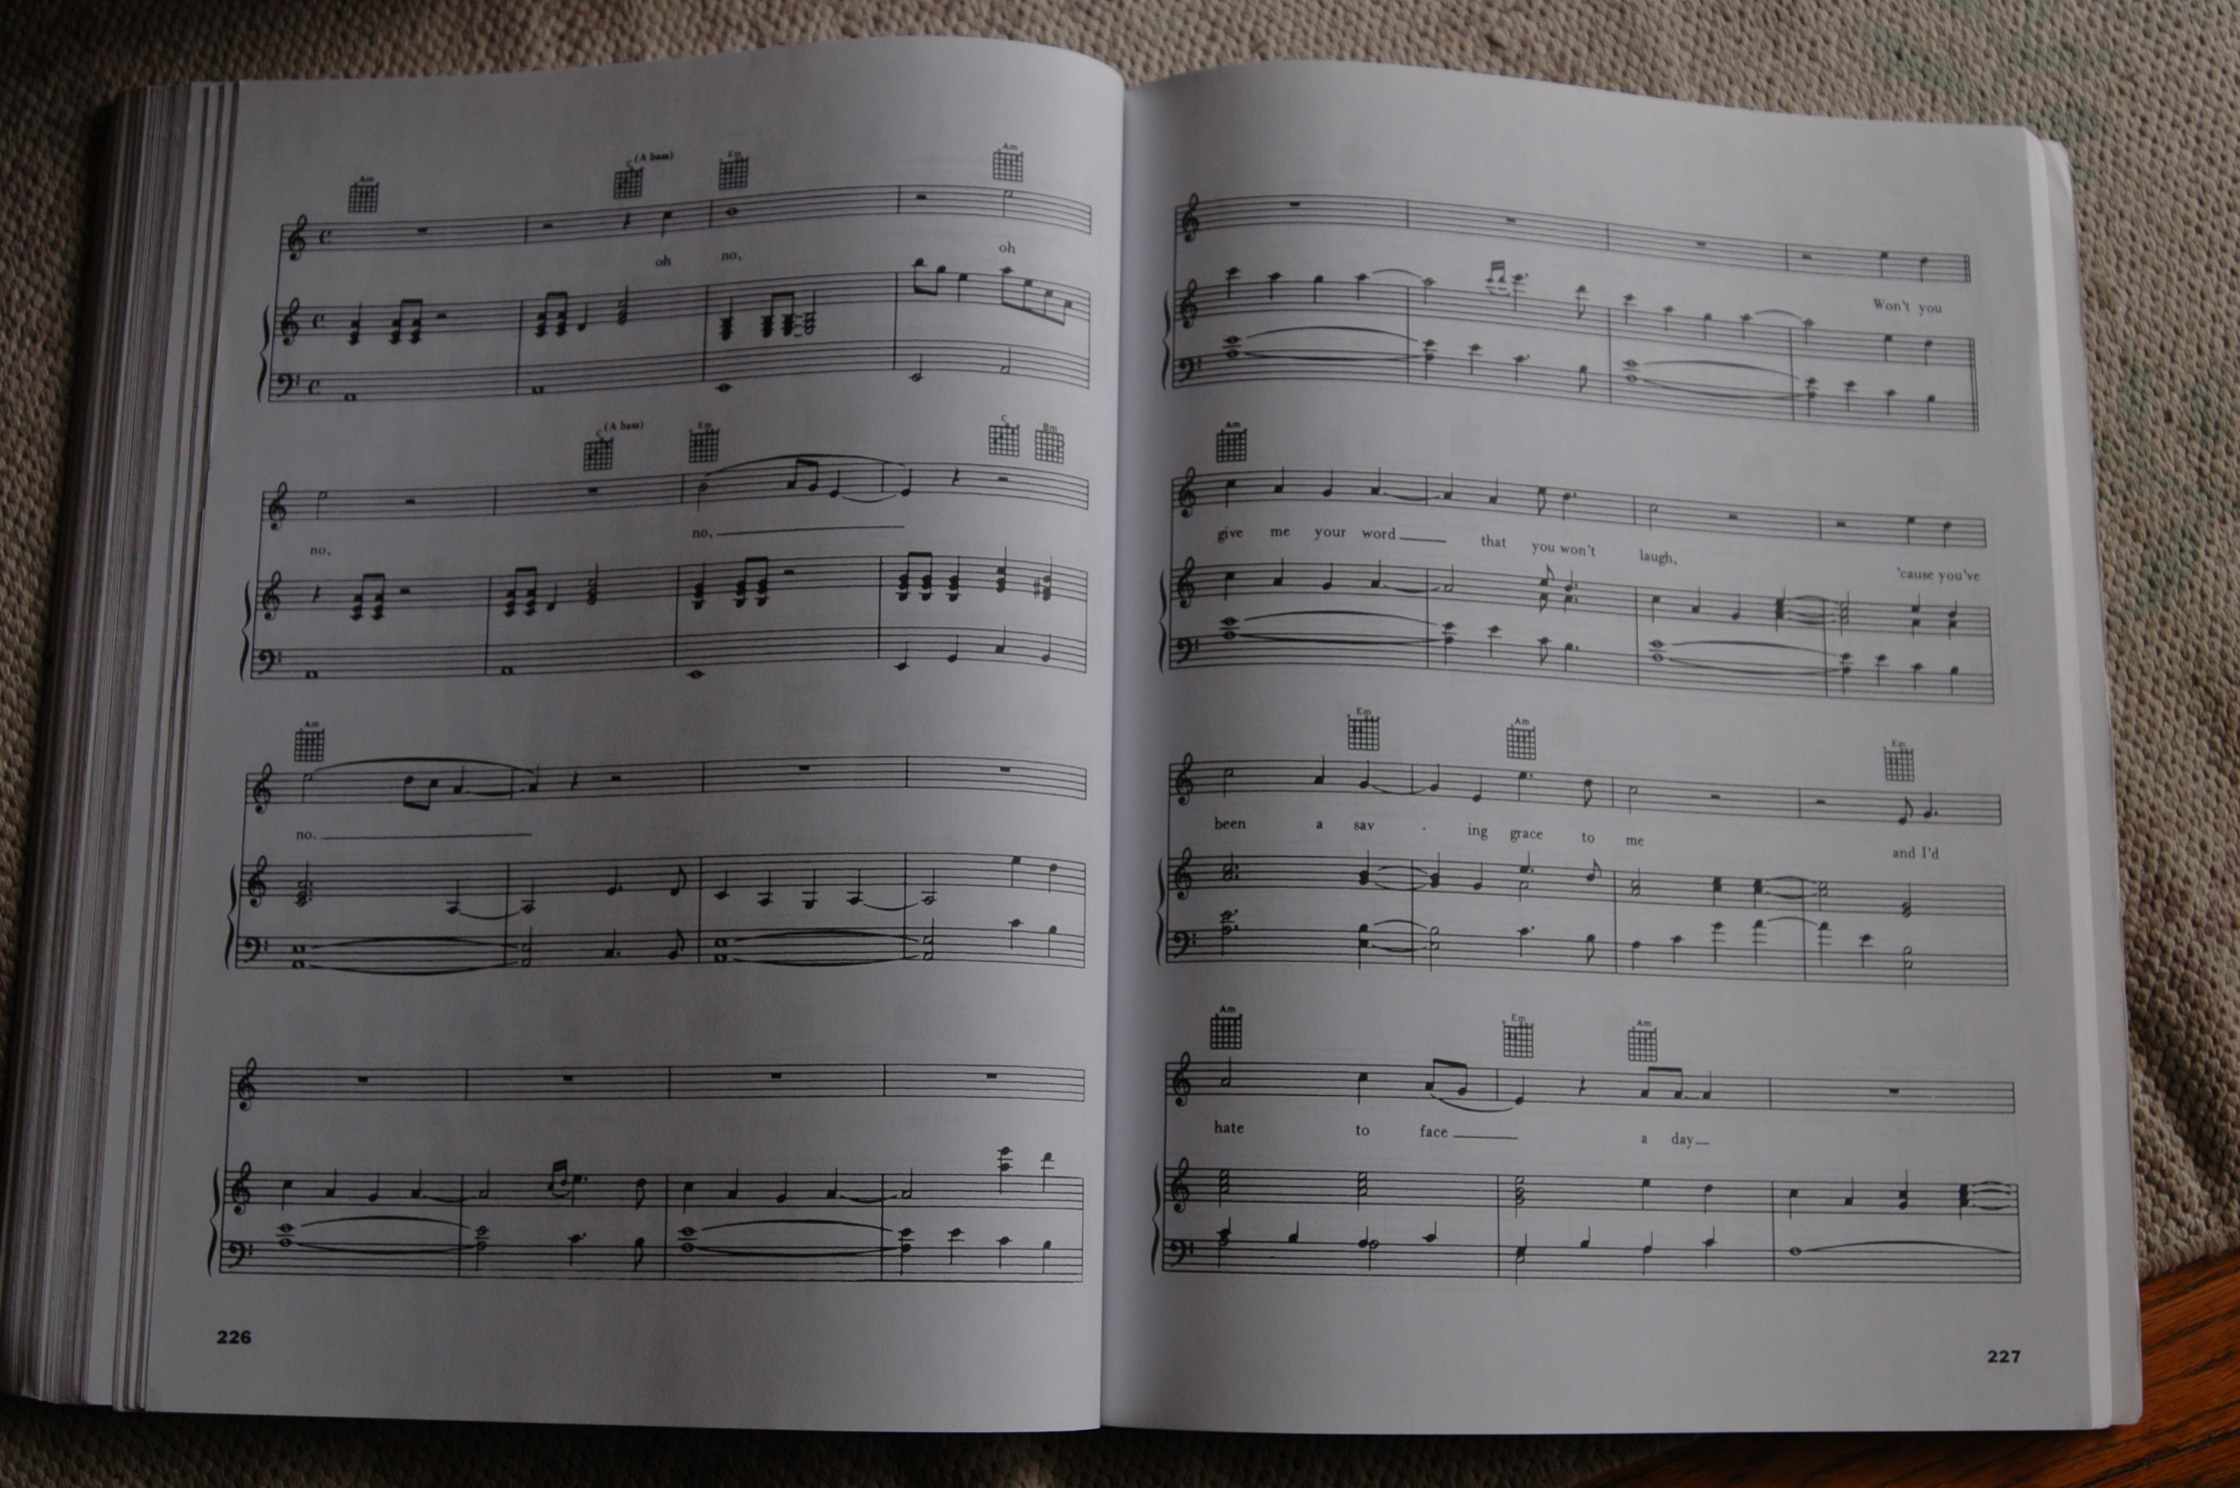 Am C (A bass) Em Am
oh no, oh
C (A bass) Em C Bm
no, no,
Am
no.
226
Won't you
Am
give me your word that you won't laugh, 'cause you've
Em Am Em
been a sav - ing grace to me and I'd
Am Em Am
hate to face a day
227